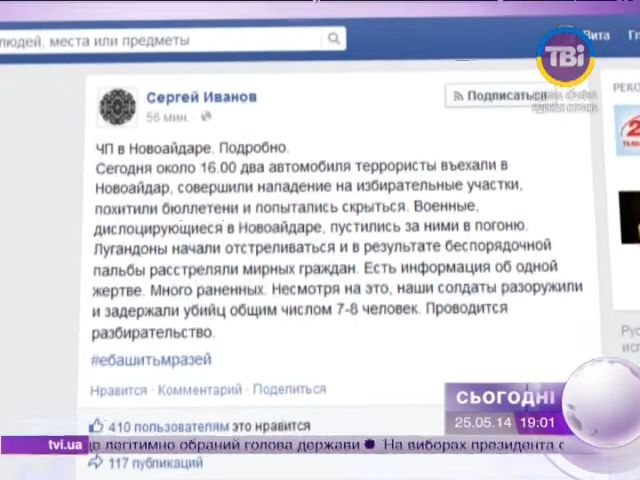 людей, места или предметы
Вита
Гл
ТВі
Сергей Иванов
56 мин.
Подписаться
РЕКО
ЧП в Новоайдаре. Подробно.
Сегодня около 16.00 два автомобиля террористы въехали в
Новоайдар, совершили нападение на избирательные участки,
похитили бюллетени и попытались скрыться. Военные,
дислоцирующиеся в Новоайдаре, пустились за ними в погоню.
Лугандоны начали отстреливаться и в результате беспорядочной
пальбы расстреляли мирных граждан. Есть информация об одной
жертве. Много раненных. Несмотря на это, наши солдаты разоружили
и задержали убийц общим числом 7-8 человек. Проводится
разбирательство.
#ебашитьмразей
Нравится · Комментарий · Поделиться
410 пользователям это нравится
117 публикаций
Рус
исп
СЬОГОДНІ
25.05.14 19:01
tvi.ua це легітимно обраний голова держави ● На виборах президента с